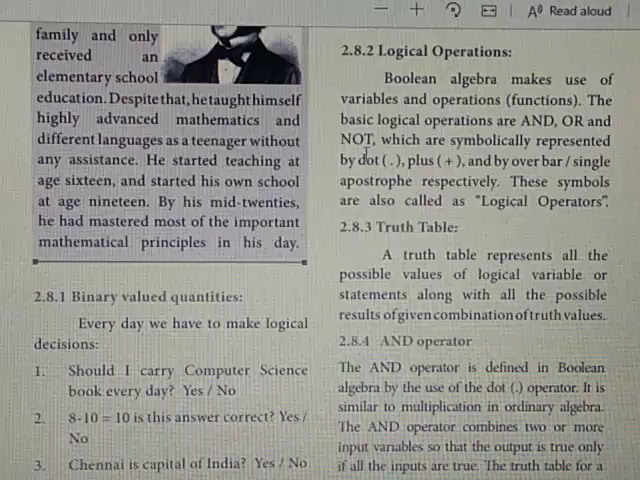 Read aloud
family and only
received an
elementary school
education. Despite that, he taught himself
highly advanced mathematics and
different languages as a teenager without
any assistance. He started teaching at
age sixteen, and started his own school
at age nineteen. By his mid-twenties,
he had mastered most of the important
mathematical principles in his day.
2.8.1 Binary valued quantities:
Every day we have to make logical
decisions:
1. Should I carry Computer Science
book every day? Yes / No
2. 8-10 = 10 is this answer correct? Yes /
No
3. Chennai is capital of India? Yes / No
2.8.2 Logical Operations:
Boolean algebra makes use of
variables and operations (functions). The
basic logical operations are AND, OR and
NOT, which are symbolically represented
by dot ( . ), plus ( + ), and by over bar / single
apostrophe respectively. These symbols
are also called as "Logical Operators".
2.8.3 Truth Table:
A truth table represents all the
possible values of logical variable or
statements along with all the possible
results of given combination of truth values.
2.8.4 AND operator
The AND operator is defined in Boolean
algebra by the use of the dot (.) operator. It is
similar to multiplication in ordinary algebra.
The AND operator combines two or more
input variables so that the output is true only
if all the inputs are true. The truth table for a